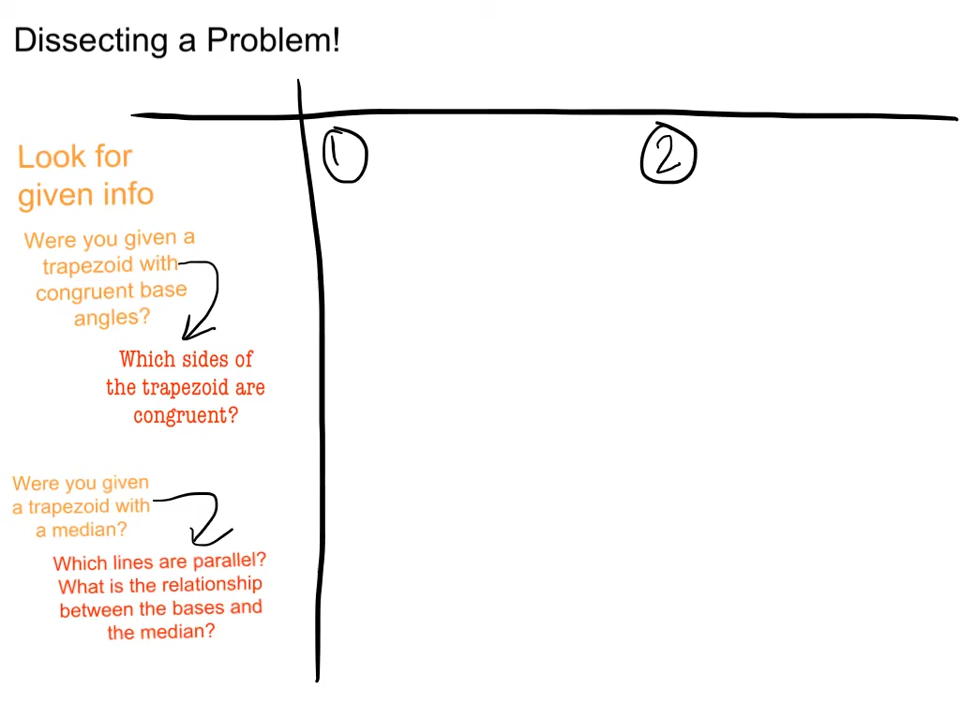 Dissecting a Problem!
1
2
Look for
given info
Were you given a
trapezoid with
congruent base
angles?
Which sides of
the trapezoid are
congruent?
Were you given
a trapezoid with
a median?
Which lines are parallel?
What is the relationship
between the bases and
the median?